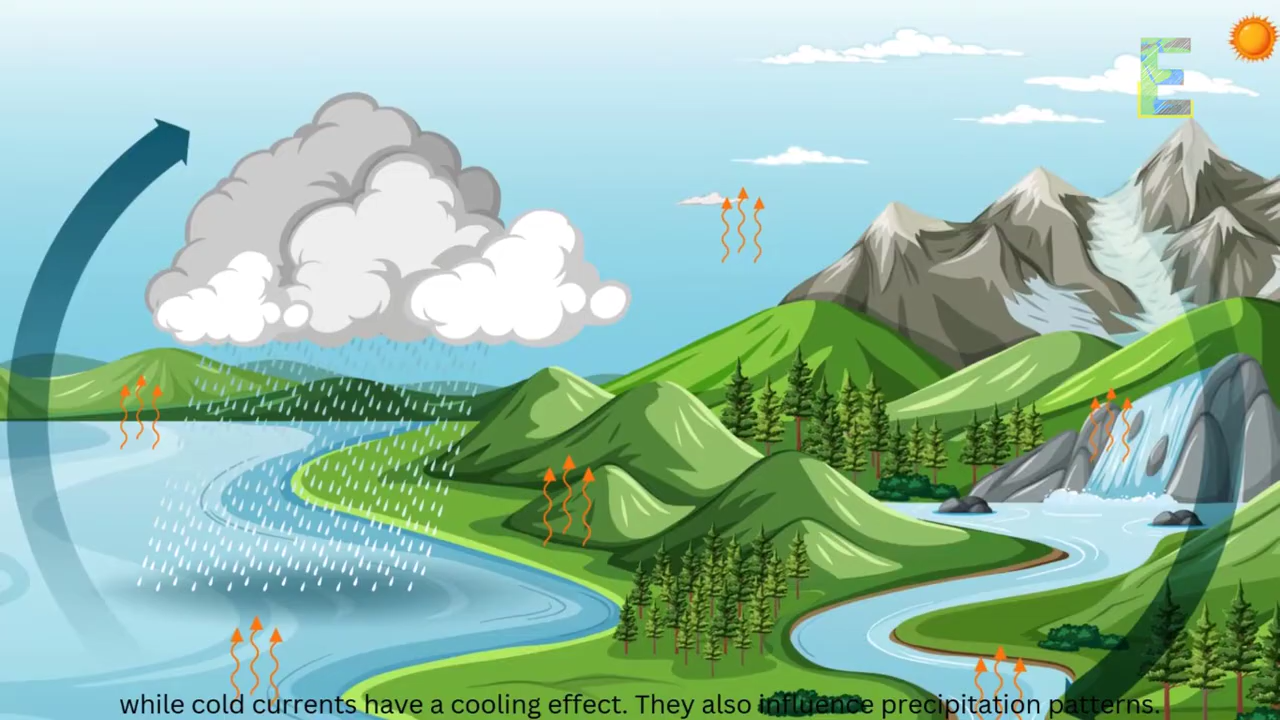 E
while cold currents have a cooling effect. They also influence precipitation patterns.